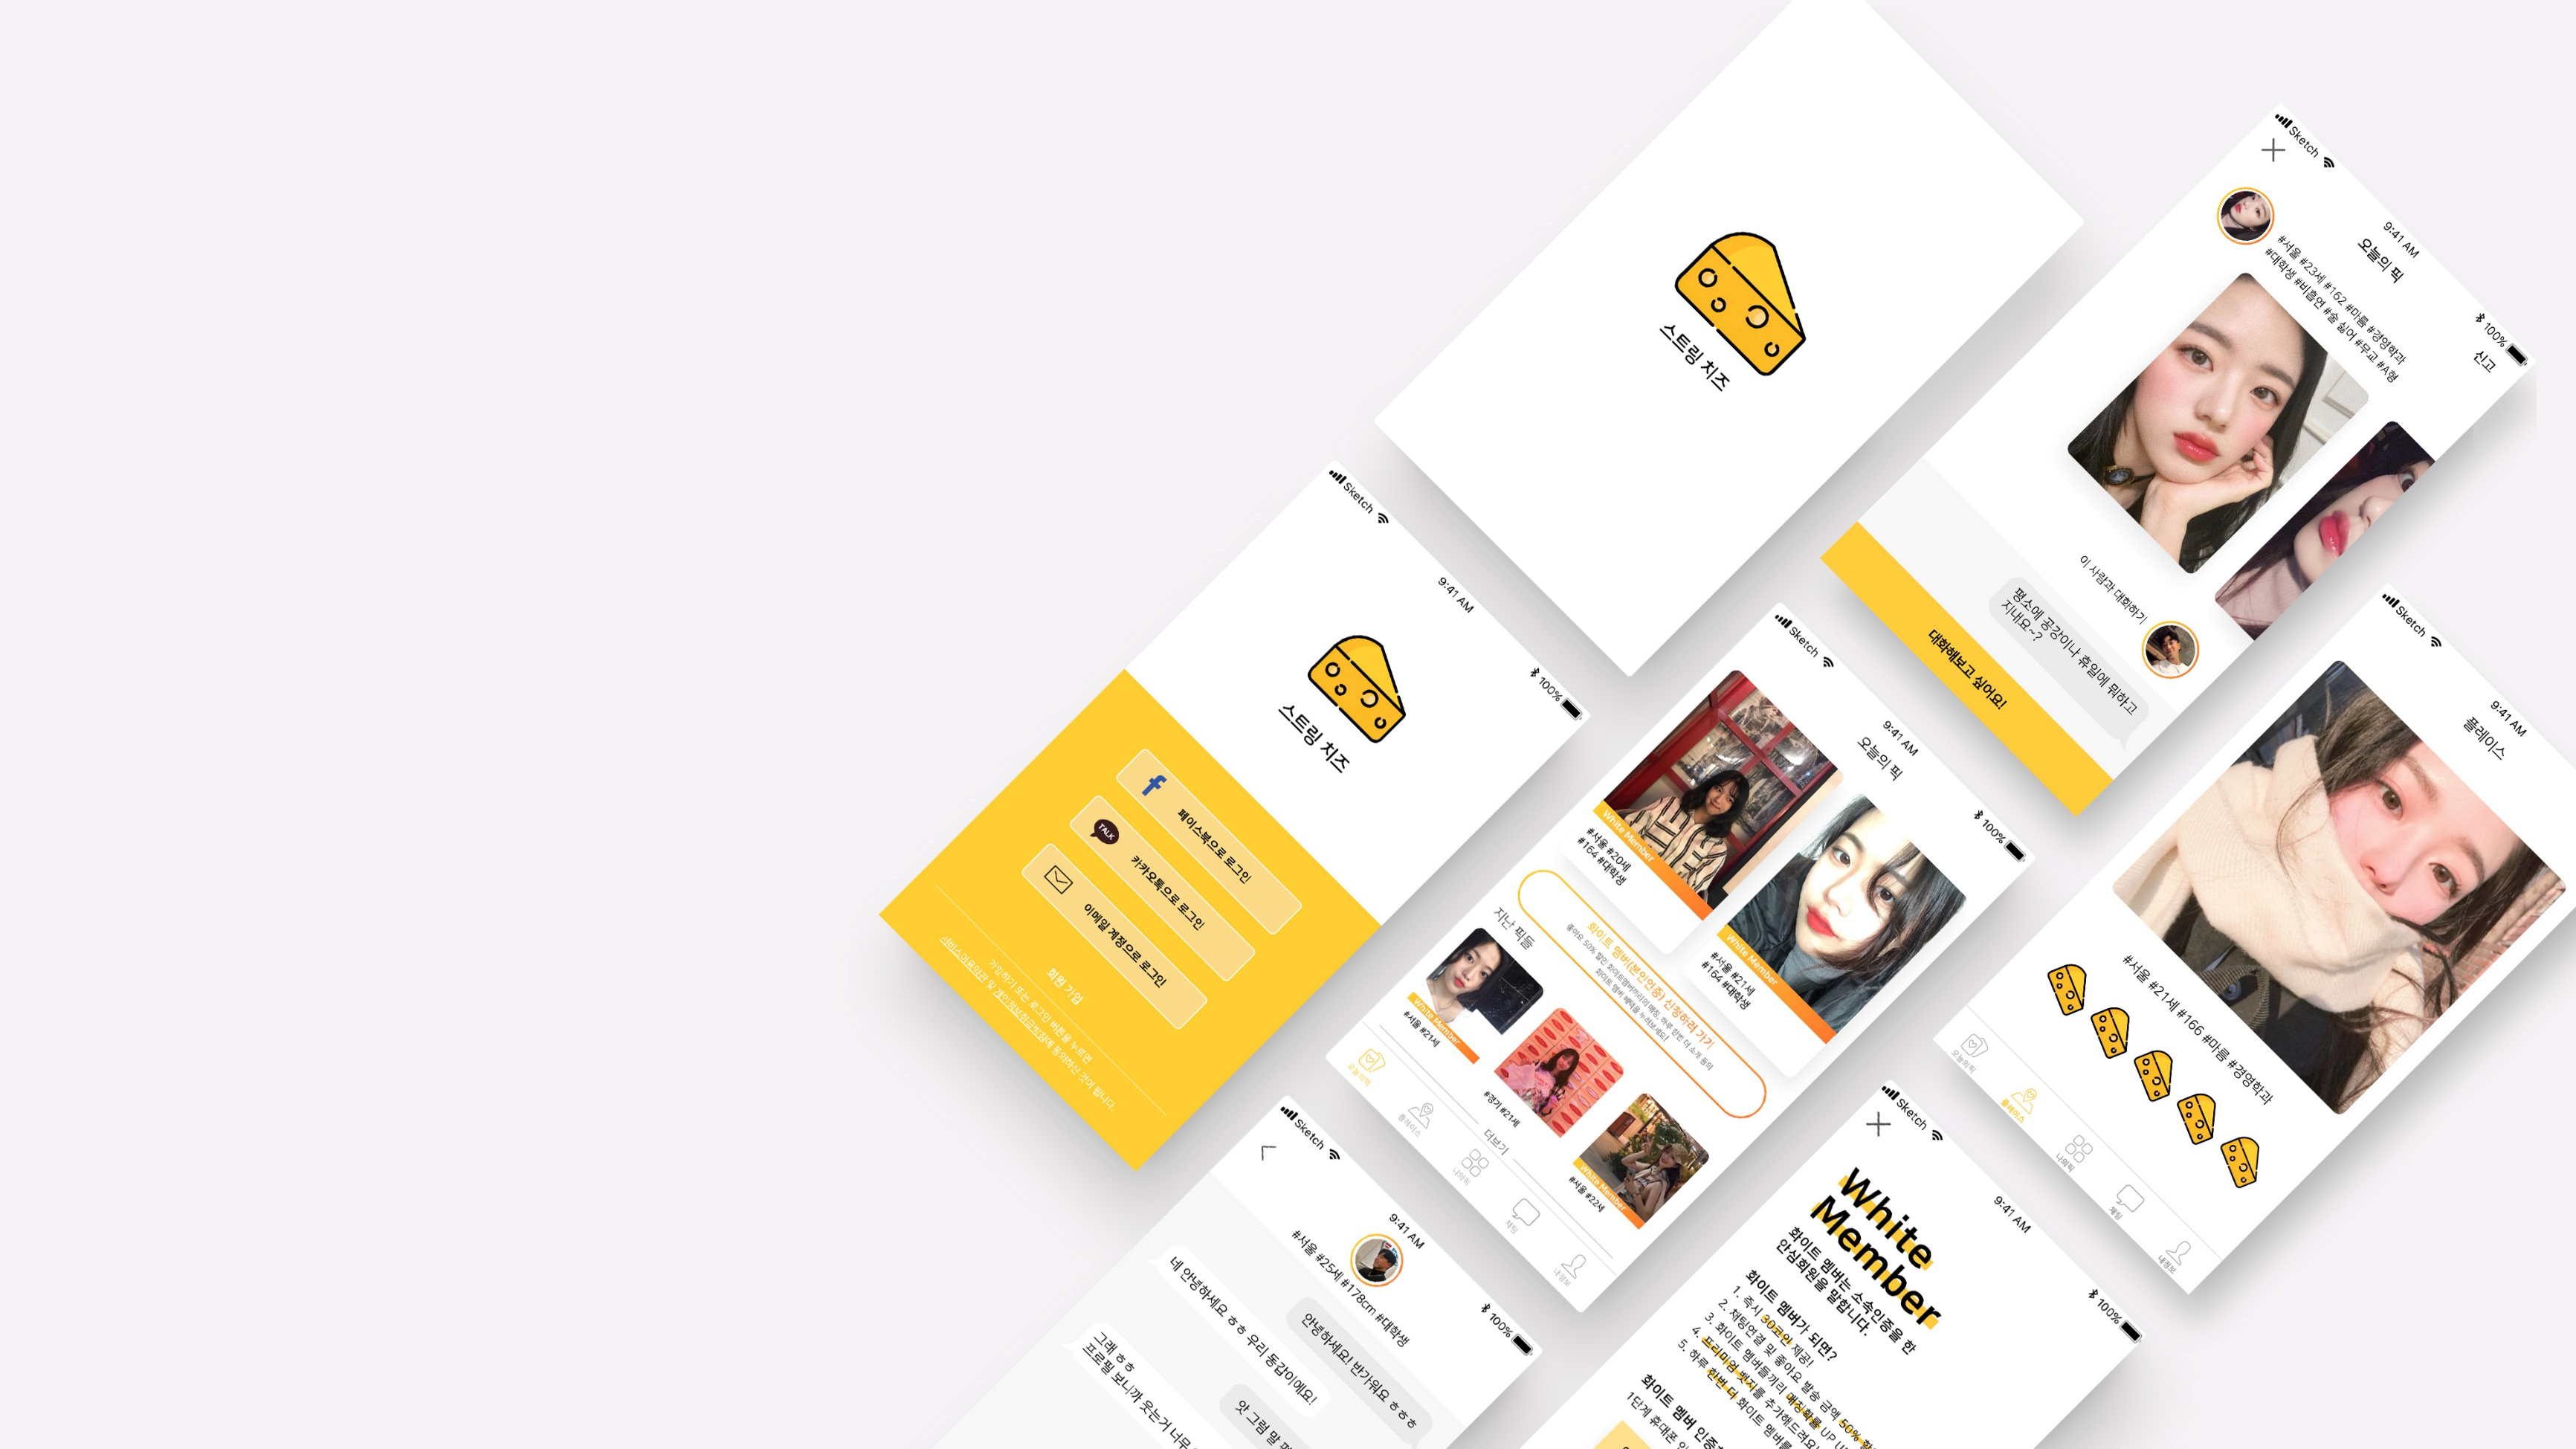 스트링 치즈
Sketch
9:41 AM
100%
오늘의 픽
신고
#서울 #23세 #162 #마름 #경영학과
#대학생 #비흡연 #술 싫어 #무교 #A형
이 사람과 대화하기
평소에 공강이나 휴일에 뭐하고
지내요~?
대화해보고 싶어요!
Sketch
9:41 AM
100%
스트링 치즈
페이스북으로 로그인
TALK
카카오톡으로 로그인
이메일 계정으로 로그인
회원 가입
가입하기 또는 로그인 버튼을 누르면
서비스이용약관 및 개인정보취급방침에 동의하신 것이 됩니다.
Sketch
9:41 AM
100%
오늘의 픽
White Member
#서울 #20세
#164 #대학생
White Member
#서울 #21세
#164 #대학생
화이트 멤버(본인인증) 신청하러 가기
지난 픽들
White Member
#서울 #21세
#경기 #21세
White Member
#서울 #22세
더보기
오늘의픽
플레이스
나의픽
채팅
내정보
Sketch
9:41 AM
플레이스
#서울 #21세 #166 #마름 #경영학과
오늘의픽
플레이스
나의픽
채팅
내정보
Sketch
9:41 AM
100%
#서울 #25세 #178cm #대학생
안녕하세요! 반가워요 ㅎㅎㅎ
네 안녕하세요 ㅎㅎ 우리 동갑이에요!
앗 그럼 말
그래 ㅎㅎ
프로필 보니까 웃는거 너무
Sketch
9:41 AM
100%
White
Member
화이트 멤버는 소속인증을 한
안심회원을 말합니다.
화이트 멤버가 되면?
1. 즉시 30코인 제공!
2. 채팅연결 및 좋아요 발송 금액 50%
3. 화이트 멤버들끼리 매칭확률 UP
4. 프리미엄 뱃지를 추가해드려요!
5. 하루 한번 더 화이트 멤버를
화이트 멤버 인증
1단계 휴대폰